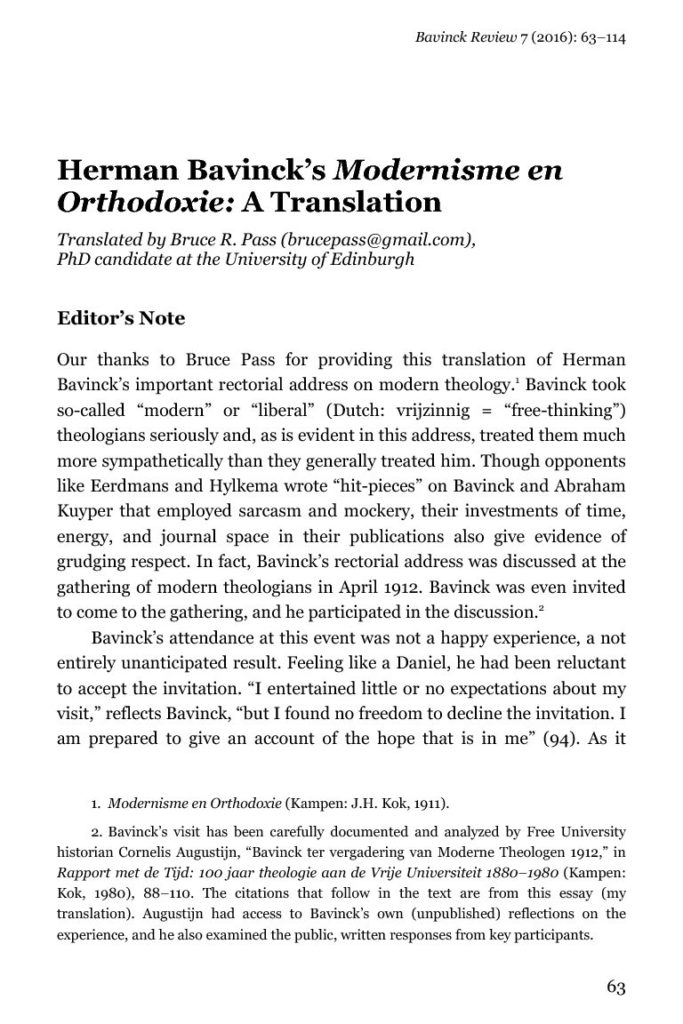 Bavinck Review 7 (2016): 63–114
Herman Bavinck’s Modernisme en
Orthodoxie: A Translation
Translated by Bruce R. Pass (brucepass@gmail.com),
PhD candidate at the University of Edinburgh
Editor’s Note
Our thanks to Bruce Pass for providing this translation of Herman
Bavinck’s important rectorial address on modern theology.¹ Bavinck took
so-called “modern” or “liberal” (Dutch: vrijzinnig = “free-thinking”)
theologians seriously and, as is evident in this address, treated them much
more sympathetically than they generally treated him. Though opponents
like Eerdmans and Hylkema wrote “hit-pieces” on Bavinck and Abraham
Kuyper that employed sarcasm and mockery, their investments of time,
energy, and journal space in their publications also give evidence of
grudging respect. In fact, Bavinck’s rectorial address was discussed at the
gathering of modern theologians in April 1912. Bavinck was even invited
to come to the gathering, and he participated in the discussion.²
Bavinck’s attendance at this event was not a happy experience, a not
entirely unanticipated result. Feeling like a Daniel, he had been reluctant
to accept the invitation. “I entertained little or no expectations about my
visit,” reflects Bavinck, “but I found no freedom to decline the invitation. I
am prepared to give an account of the hope that is in me” (94). As it
1. Modernisme en Orthodoxie (Kampen: J.H. Kok, 1911).
2. Bavinck’s visit has been carefully documented and analyzed by Free University
historian Cornelis Augustijn, “Bavinck ter vergadering van Moderne Theologen 1912,” in
Rapport met de Tijd: 100 jaar theologie aan de Vrije Universiteit 1880–1980 (Kampen:
Kok, 1980), 88–110. The citations that follow in the text are from this essay (my
translation). Augustijn had access to Bavinck’s own (unpublished) reflections on the
experience, and he also examined the public, written responses from key participants.
63